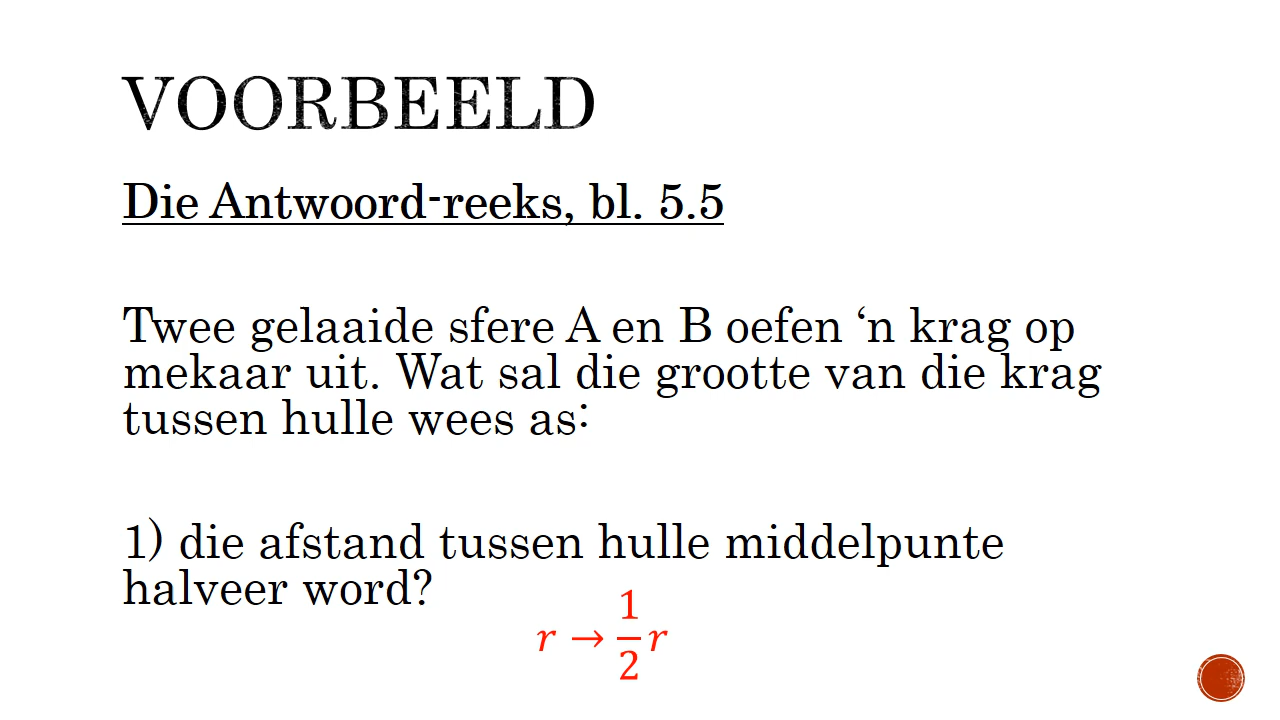 VOORBEELD
Die Antwoord-reeks, bl. 5.5
Twee gelaaide sfere A en B oefen ‘n krag op
mekaar uit. Wat sal die grootte van die krag
tussen hulle wees as:
1) die afstand tussen hulle middelpunte
halveer word?
r → 1/2 r